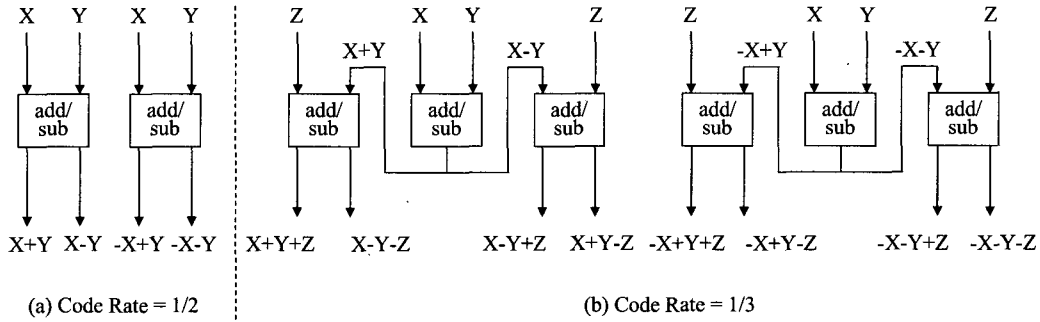 X Y X Y Z X Y Z Z X Y Z
X+Y X-Y -X+Y -X-Y
add/ sub add/ sub add/ sub add/ sub add/ sub add/ sub add/ sub add/ sub
X+Y X-Y -X+Y -X-Y X+Y+Z X-Y-Z X-Y+Z X+Y-Z -X+Y+Z -X+Y-Z -X-Y+Z -X-Y-Z
(a) Code Rate = 1/2 (b) Code Rate = 1/3